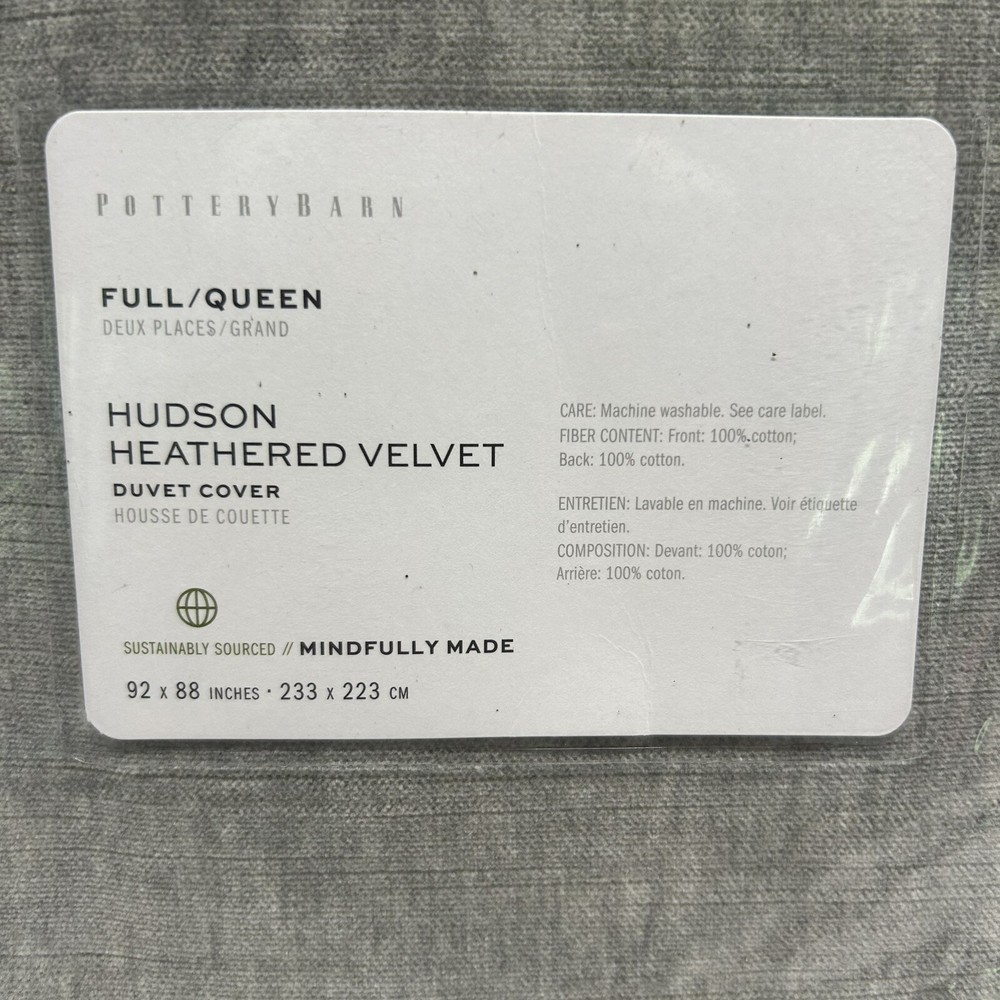 POTTERYBARN
FULL/QUEEN
DEUX PLACES/GRAND
HUDSON
HEATHERED VELVET
DUVET COVER
HOUSSE DE COUETTE
SUSTAINABLY SOURCED // MINDFULLY MADE
92 x 88 INCHES · 233 x 223 CM
CARE: Machine washable. See care label.
FIBER CONTENT: Front: 100% cotton;
Back: 100% cotton.
ENTRETIEN: Lavable en machine. Voir étiquette
d'entretien.
COMPOSITION: Devant: 100% coton;
Arrière: 100% coton.